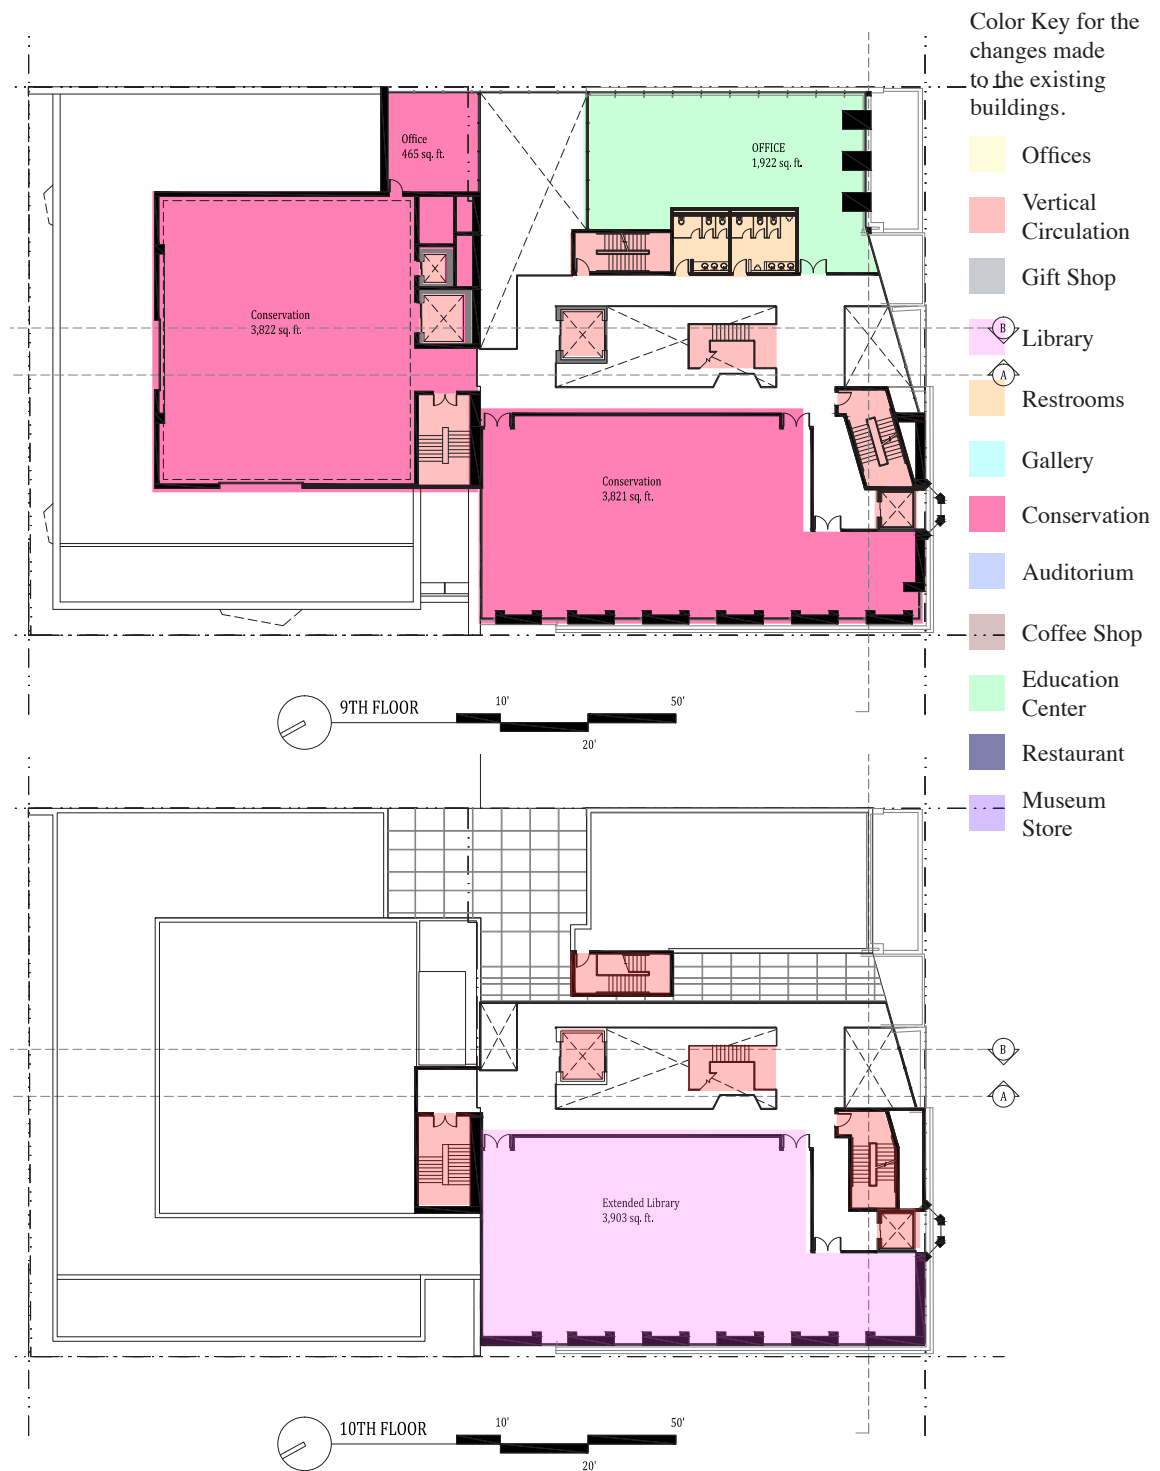 Color Key for the
changes made
to the existing
buildings.
Offices
Vertical
Circulation
Gift Shop
Library
Restrooms
Gallery
Conservation
Auditorium
Coffee Shop
Education
Center
Restaurant
Museum
Store
Office
465 sq. ft.
OFFICE
1,922 sq. ft.
Conservation
3,822 sq. ft.
B
A
Conservation
3,821 sq. ft.
9TH FLOOR
10'
50'
20'
B
A
Extended Library
3,903 sq. ft.
10TH FLOOR
10'
50'
20'